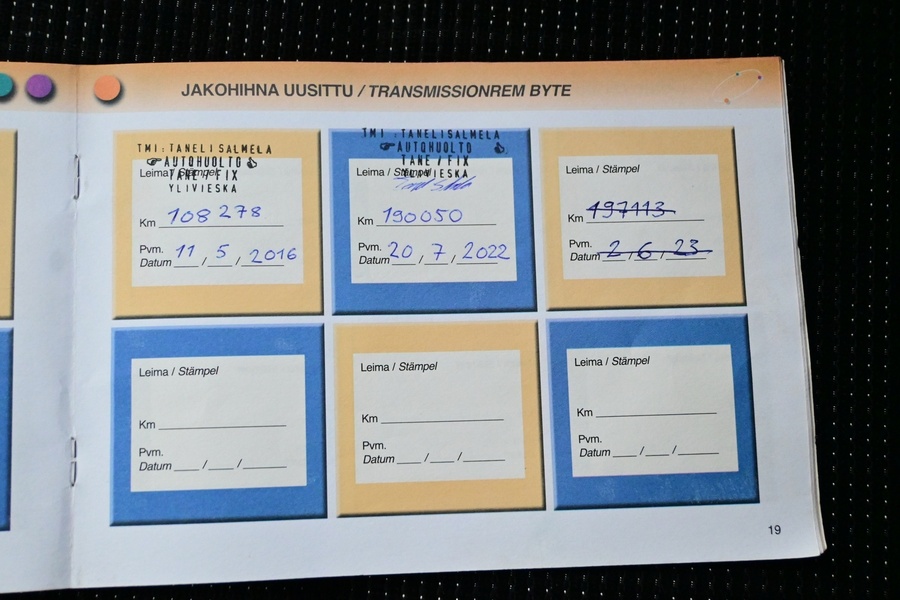 JAKOHIHNA UUSITTU / TRANSMISSIONREM BYTE
TMI: TANELI SALMELA
AUTOHUOLTO
TANE / FIX
YLIVIESKA
Leima / Stämpel
Km 108 278
Pvm.
Datum 11 / 5 / 2016
TMI: TANELI SALMELA
AUTOHUOLTO
TANE / FIX
YLIVIESKA
Leima / Stämpel
Km 190050
Pvm.
Datum 20 / 7 / 2022
Leima / Stämpel
Km 197113
Pvm.
Datum 2 / 6 / 23
Leima / Stämpel
Km
Pvm.
Datum / /
Leima / Stämpel
Km
Pvm.
Datum / /
Leima / Stämpel
Km
Pvm.
Datum / /
19